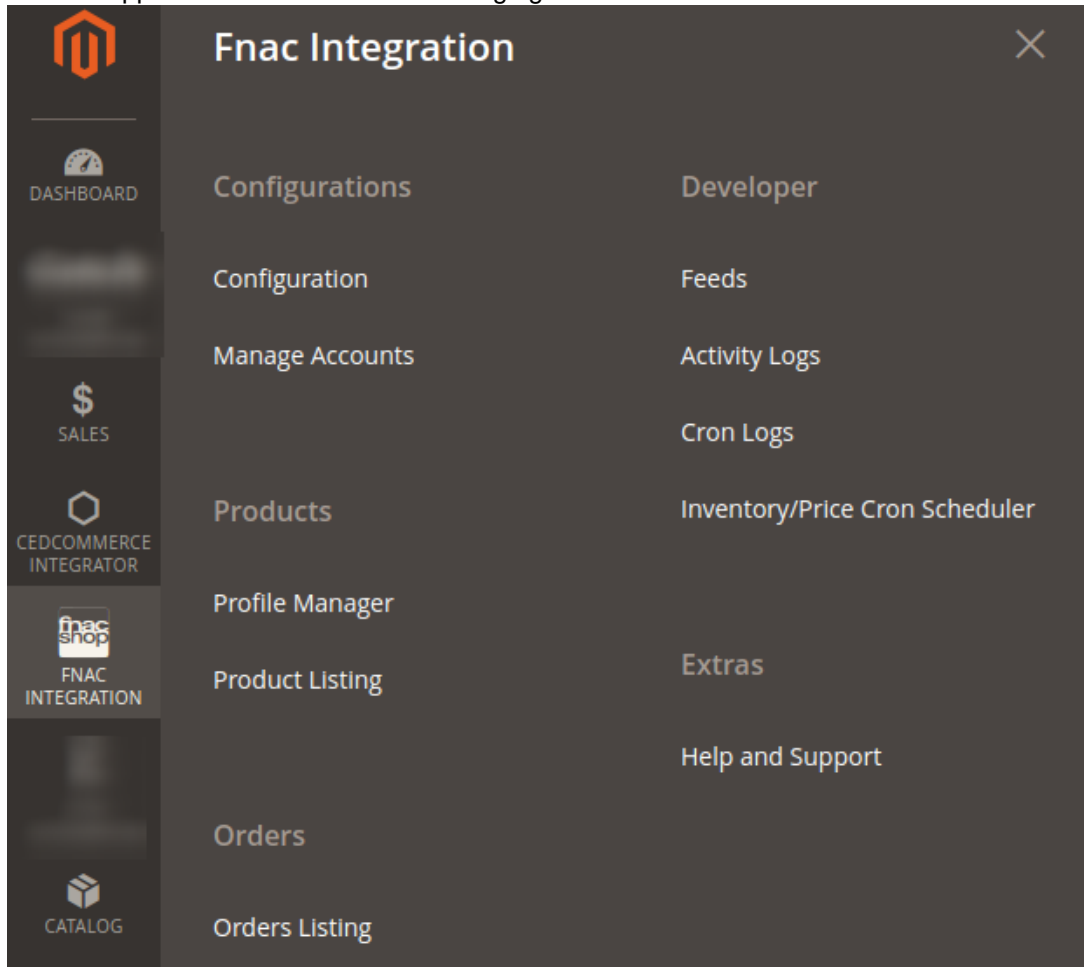 Fnac Integration
DASHBOARD
SALES
CEDCOMMERCE
INTEGRATOR
fnac
shop
FNAC
INTEGRATION
CATALOG
Configurations
Configuration
Manage Accounts
Products
Profile Manager
Product Listing
Orders
Orders Listing
Developer
Feeds
Activity Logs
Cron Logs
Inventory/Price Cron Scheduler
Extras
Help and Support